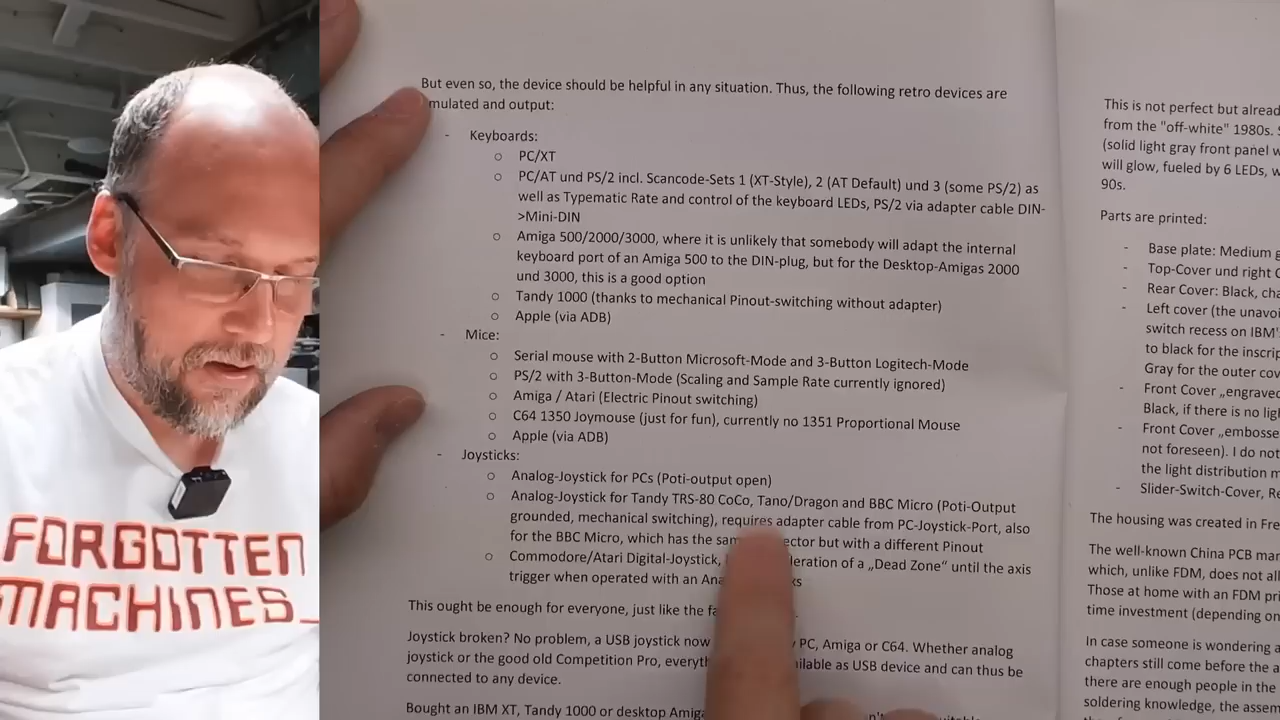 FORGOTTEN
MACHINES_
But even so, the device should be helpful in any situation. Thus, the following retro devices are
mulated and output:
- Keyboards:
o PC/XT
o PC/AT und PS/2 incl. Scancode-Sets 1 (XT-Style), 2 (AT Default) und 3 (some PS/2) as
well as Typematic Rate and control of the keyboard LEDs, PS/2 via adapter cable DIN-
>Mini-DIN
o Amiga 500/2000/3000, where it is unlikely that somebody will adapt the internal
keyboard port of an Amiga 500 to the DIN-plug, but for the Desktop-Amigas 2000
und 3000, this is a good option
o Tandy 1000 (thanks to mechanical Pinout-switching without adapter)
o Apple (via ADB)
- Mice:
o Serial mouse with 2-Button Microsoft-Mode and 3-Button Logitech-Mode
o PS/2 with 3-Button-Mode (Scaling and Sample Rate currently ignored)
o Amiga / Atari (Electric Pinout switching)
o C64 1350 Joymouse (just for fun), currently no 1351 Proportional Mouse
o Apple (via ADB)
- Joysticks:
o Analog-Joystick for PCs (Poti-output open)
o Analog-Joystick for Tandy TRS-80 CoCo, Tano/Dragon and BBC Micro (Poti-Output
grounded, mechanical switching), requires adapter cable from PC-Joystick-Port, also
for the BBC Micro, which has the sam ctor but with a different Pinout
o Commodore/Atari Digital-Joystick, leration of a „Dead Zone“ until the axis
trigger when operated with an Ana ks
This ought be enough for everyone, just like the fa
Joystick broken? No problem, a USB joystick now PC, Amiga or C64. Whether analog
joystick or the good old Competition Pro, everyth ilable as USB device and can thus be
connected to any device.
Bought an IBM XT, Tandy 1000 or desktop Amig
This is not perfect but alread
from the "off-white" 1980s.
(solid light gray front panel w
will glow, fueled by 6 LEDs, w
90s.
Parts are printed:
- Base plate: Medium g
- Top-Cover und right C
- Rear Cover: Black, cha
- Left cover (the unavoi
switch recess on IBM
to black for the inscrip
Gray for the outer cov
- Front Cover „engrave
Black, if there is no lig
- Front Cover „embosse
not foreseen). I do not
the light distribution m
- Slider-Switch-Cover, Re
The housing was created in Fre
The well-known China PCB man
which, unlike FDM, does not all
Those at home with an FDM pri
time investment (depending on
In case someone is wondering a
chapters still come before the a
there are enough people in the
soldering knowledge, the assem